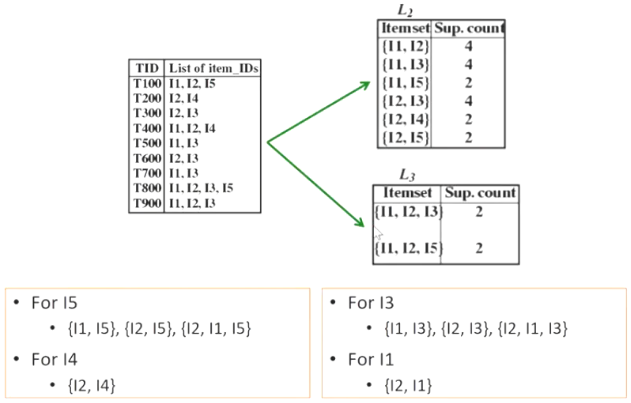 L2
Itemset Sup. count
{I1, I2} 4
{I1, I3} 4
{I1, I5} 2
{I2, I3} 4
{I2, I4} 2
{I2, I5} 2
TID List of item_IDs
T100 I1, I2, I5
T200 I2, I4
T300 I2, I3
T400 I1, I2, I4
T500 I1, I3
T600 I2, I3
T700 I1, I3
T800 I1, I2, I3, I5
T900 I1, I2, I3
L3
Itemset Sup. count
{I1, I2, I3} 2
{I1, I2, I5} 2
• For I5
• {I1, I5}, {I2, I5}, {I2, I1, I5}
• For I4
• {I2, I4}
• For I3
• {I1, I3}, {I2, I3}, {I2, I1, I3}
• For I1
• {I2, I1}